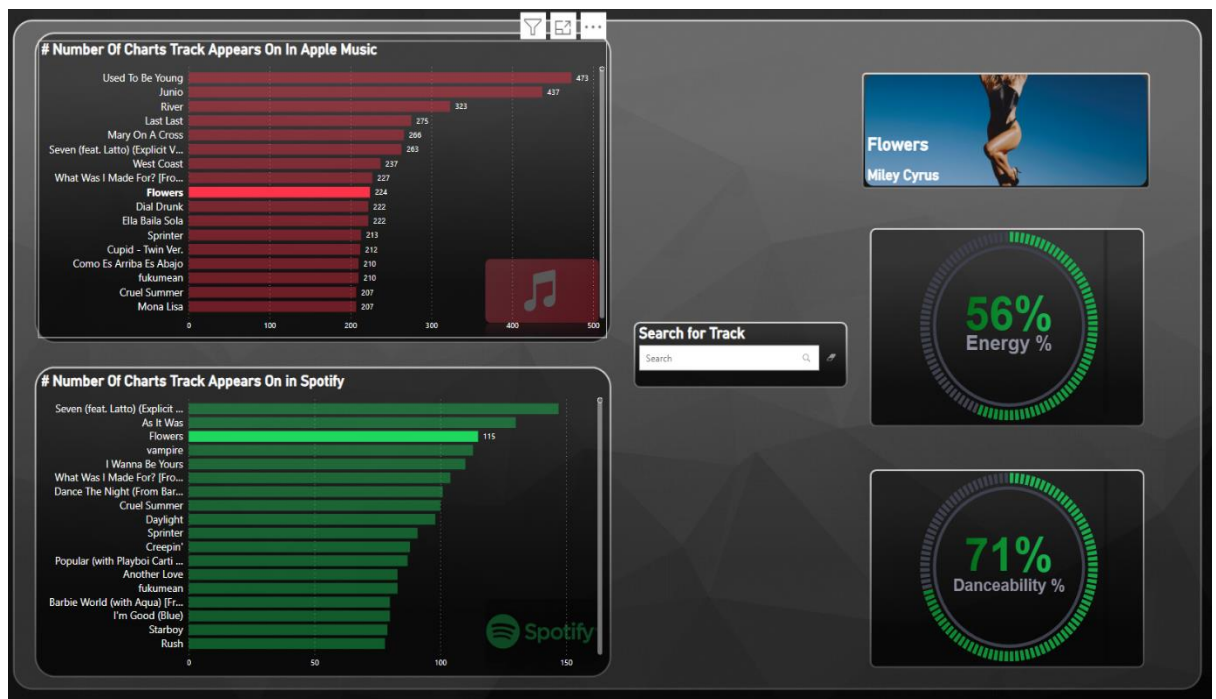 # Number Of Charts Track Appears On In Apple Music
Used To Be Young 473
Junio 437
River 323
Last Last 275
Mary On A Cross 266
Seven (feat. Latto) (Explicit V... 263
West Coast 237
What Was I Made For? [Fro... 227
Flowers 224
Dial Drunk 222
Ella Baila Sola 222
Sprinter 213
Cupid - Twin Ver. 212
Como Es Arriba Es Abajo 210
fukumean 210
Cruel Summer 207
Mona Lisa 207
0 100 200 300 400 500
# Number Of Charts Track Appears On in Spotify
Seven (feat. Latto) (Explicit ...
As It Was
Flowers 115
vampire
I Wanna Be Yours
What Was I Made For? [Fro...
Dance The Night (From Bar...
Cruel Summer
Daylight
Sprinter
Creepin'
Popular (with Playboi Carti ...
Another Love
fukumean
Barbie World (with Aqua) [Fr...
I'm Good (Blue)
Starboy
Rush
0 50 100 150
Spotify
Search for Track
Search
Flowers
Miley Cyrus
56%
Energy %
71%
Danceability %